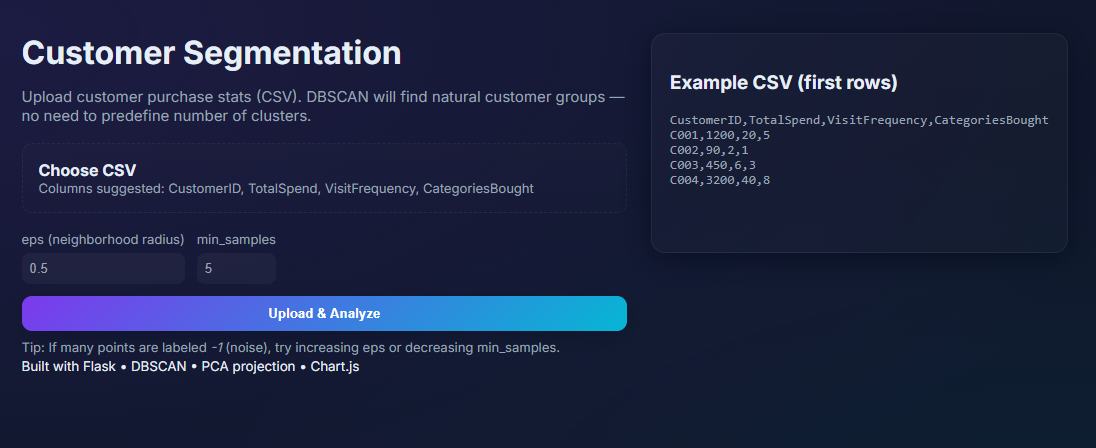 Customer Segmentation
Upload customer purchase stats (CSV). DBSCAN will find natural customer groups —
no need to predefine number of clusters.
Choose CSV
Columns suggested: CustomerID, TotalSpend, VisitFrequency, CategoriesBought
eps (neighborhood radius) min_samples
0.5 5
Upload & Analyze
Tip: If many points are labeled -1 (noise), try increasing eps or decreasing min_samples.
Built with Flask • DBSCAN • PCA projection • Chart.js
Example CSV (first rows)
CustomerID,TotalSpend,VisitFrequency,CategoriesBought
C001,1200,20,5
C002,90,2,1
C003,450,6,3
C004,3200,40,8